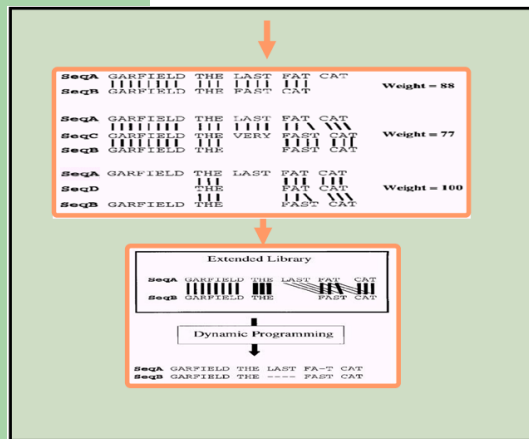 SeqA GARFIELD THE LAST FAT CAT
SeqB GARFIELD THE FAST CAT
Weight = 88
SeqA GARFIELD THE LAST FAT CAT
SeqC GARFIELD THE VERY FAST CAT
SeqB GARFIELD THE FAST CAT
Weight = 77
SeqA GARFIELD THE LAST FAT CAT
SeqD THE FAT CAT
SeqB GARFIELD THE FAST CAT
Weight = 100
Extended Library
SeqA GARFIELD THE LAST FAT CAT
SeqB GARFIELD THE FAST CAT
Dynamic Programming
SeqA GARFIELD THE LAST FA-T CAT
SeqB GARFIELD THE ---- FAST CAT